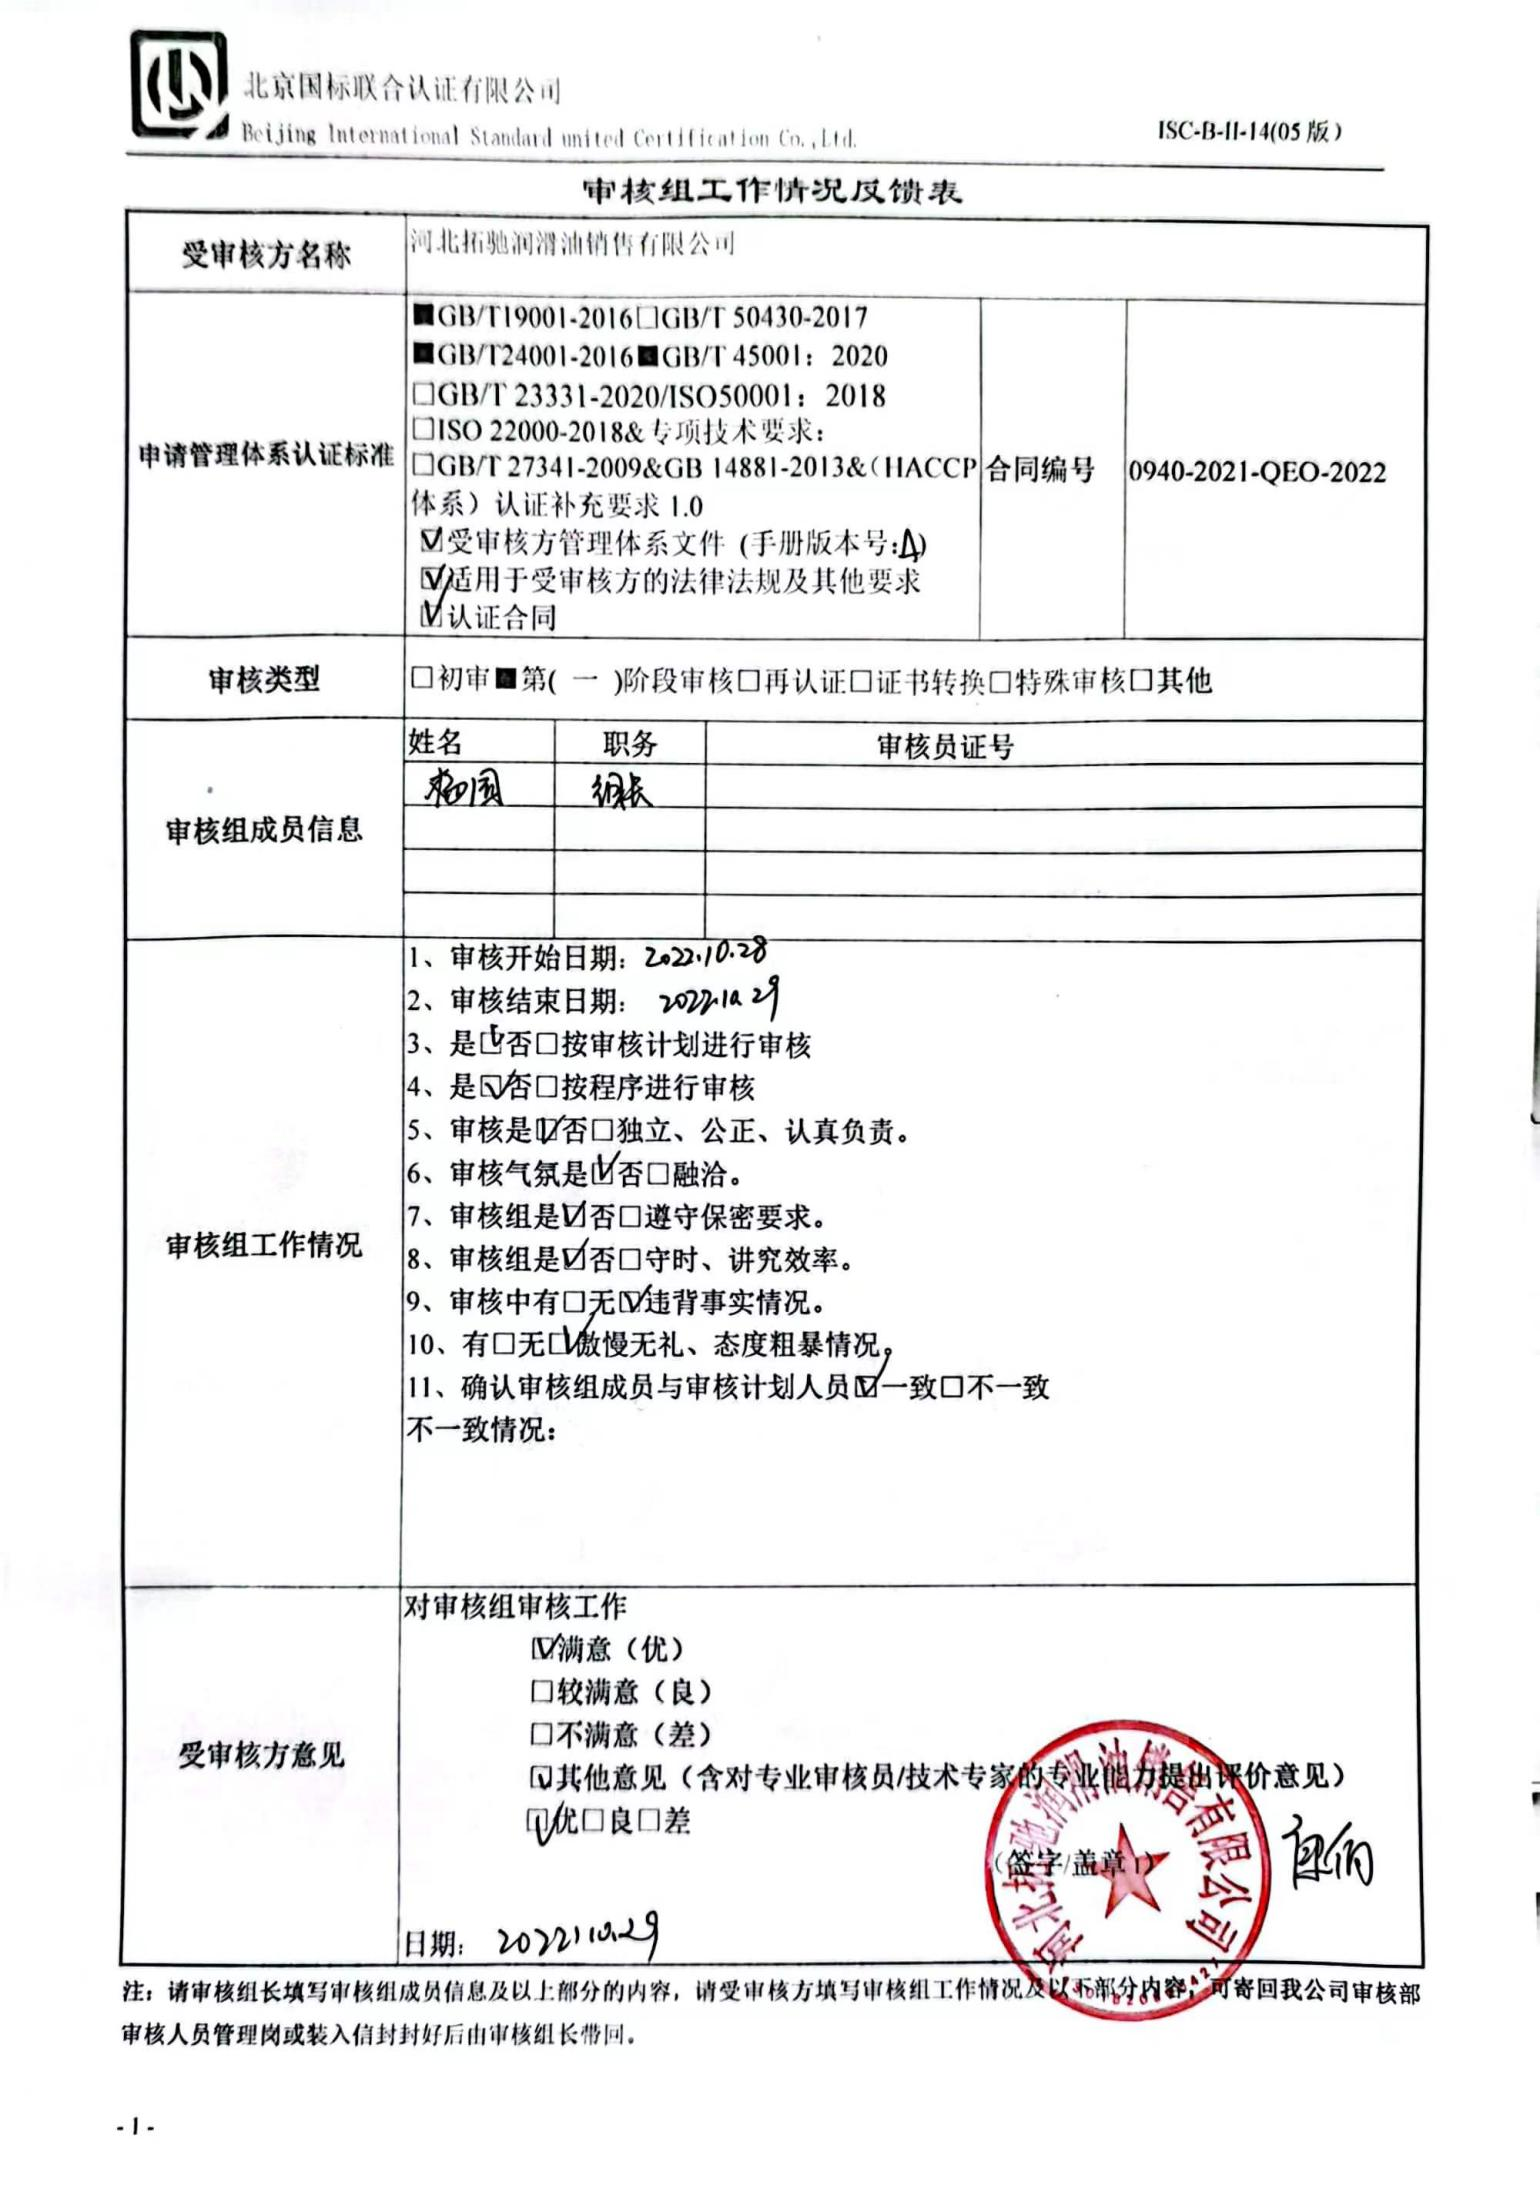 北京国标联合认证有限公司
Beijing International Standard united Certification Co.,Ltd.
ISC-B-II-14(05版)
审核组工作情况反馈表
受审核方名称
河北拓驰润滑油销售有限公司
申请管理体系认证标准
■GB/T19001-2016□GB/T 50430-2017
■GB/T24001-2016■GB/T 45001：2020
□GB/T 23331-2020/ISO50001：2018
□ISO 22000-2018&专项技术要求：
□GB/T 27341-2009&GB 14881-2013&（HACCP
体系）认证补充要求 1.0
☑受审核方管理体系文件 (手册版本号:A)
☑适用于受审核方的法律法规及其他要求
☑认证合同
合同编号
0940-2021-QEO-2022
审核类型
□初审■第( 一 )阶段审核□再认证□证书转换□特殊审核□其他
审核组成员信息
姓名 职务 审核员证号
组长
审核组工作情况
1、审核开始日期：2022.10.28
2、审核结束日期：2022.10.29
3、是☑否□按审核计划进行审核
4、是☑否□按程序进行审核
5、审核是☑否□独立、公正、认真负责。
6、审核气氛是☑否□融洽。
7、审核组是☑否□遵守保密要求。
8、审核组是☑否□守时、讲究效率。
9、审核中有□无☑违背事实情况。
10、有□无☑傲慢无礼、态度粗暴情况。
11、确认审核组成员与审核计划人员☑一致□不一致
不一致情况：
受审核方意见
对审核组审核工作
☑满意（优）
□较满意（良）
□不满意（差）
☑其他意见（含对专业审核员/技术专家的专业能力提出评价意见）
☑优□良□差
（签字/盖章）
河北拓驰润滑油销售有限公司
日期：2022.10.29
注：请审核组长填写审核组成员信息及以上部分的内容，请受审核方填写审核组工作情况及以下部分内容，可寄回我公司审核部
审核人员管理岗或装入信封封好后由审核组长带回。
- 1 -